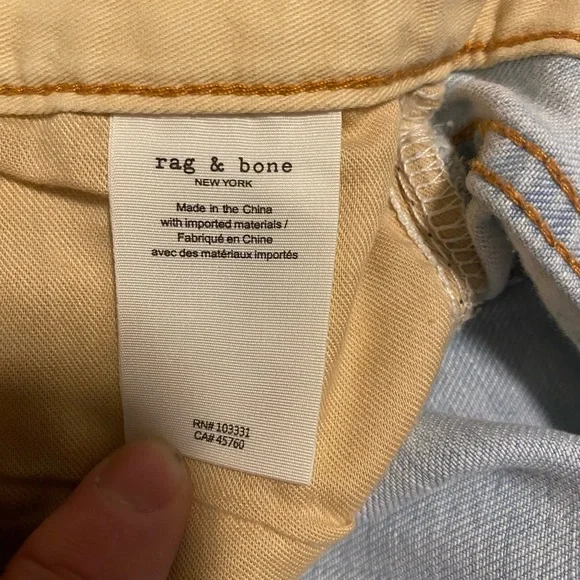 rag & bone
NEW YORK
Made in the China
with imported materials /
Fabriqué en Chine
avec des matériaux importés
RN# 103331
CA# 45760